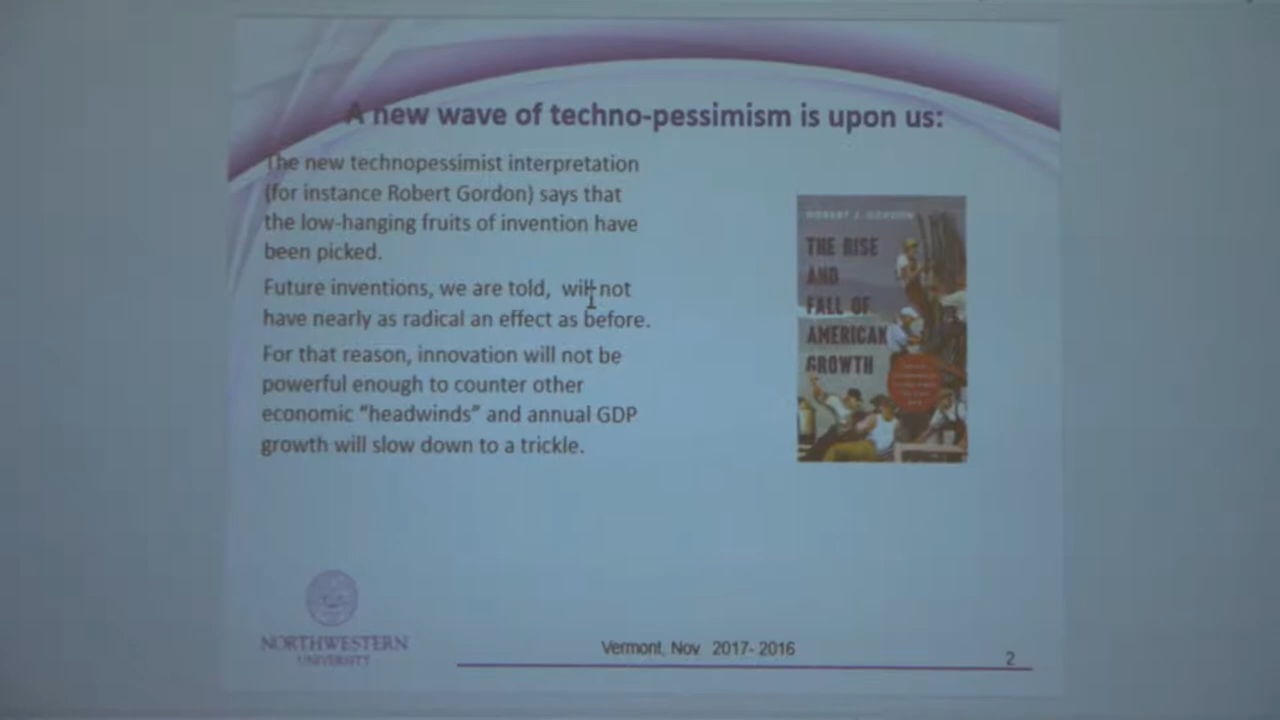 A new wave of techno-pessimism is upon us:
The new technopessimist interpretation
(for instance Robert Gordon) says that
the low-hanging fruits of invention have
been picked.
Future inventions, we are told, will not
have nearly as radical an effect as before.
For that reason, innovation will not be
powerful enough to counter other
economic “headwinds” and annual GDP
growth will slow down to a trickle.
ROBERT J. GORDON
THE RISE
AND
FALL OF
AMERICAN
GROWTH
NORTHWESTERN
UNIVERSITY
Vermont, Nov. 2017- 2016
2